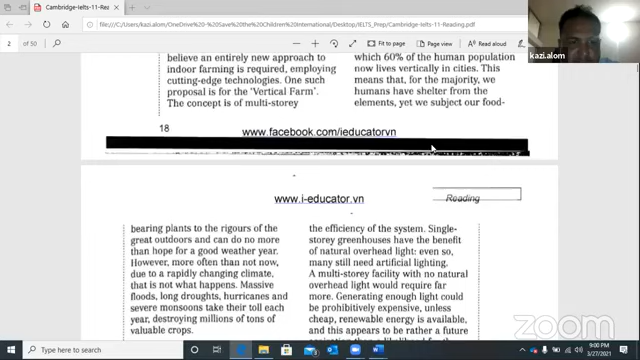 Cambridge-Ielts-11-Reading.pdf
file:///C:/Users/kazi.alom/OneDrive%20-%20Save%20the%20Children%20International/Desktop/IELTS_Prep/Cambridge-Ielts-11-Reading.pdf
2 of 50
Fit to page
Page view
Read aloud
kazi.alom
believe an entirely new approach to
indoor farming is required, employing
cutting-edge technologies. One such
proposal is for the 'Vertical Farm'.
The concept is of multi-storey
which 60% of the human population
now lives vertically in cities. This
means that, for the majority, we
humans have shelter from the
elements, yet we subject our food-
18
www.facebook.com/ieducatorvn
www.i-educator.vn
Reading
bearing plants to the rigours of the
great outdoors and can do no more
than hope for a good weather year.
However, more often than not now,
due to a rapidly changing climate,
that is not what happens. Massive
floods, long droughts, hurricanes and
severe monsoons take their toll each
year, destroying millions of tons of
valuable crops.
the efficiency of the system. Single-
storey greenhouses have the benefit
of natural overhead light: even so,
many still need artificial lighting.
A multi-storey facility with no natural
overhead light would require far
more. Generating enough light could
be prohibitively expensive, unless
cheap, renewable energy is available,
and this appears to be rather a future
zoom
9:00 PM
3/27/2021